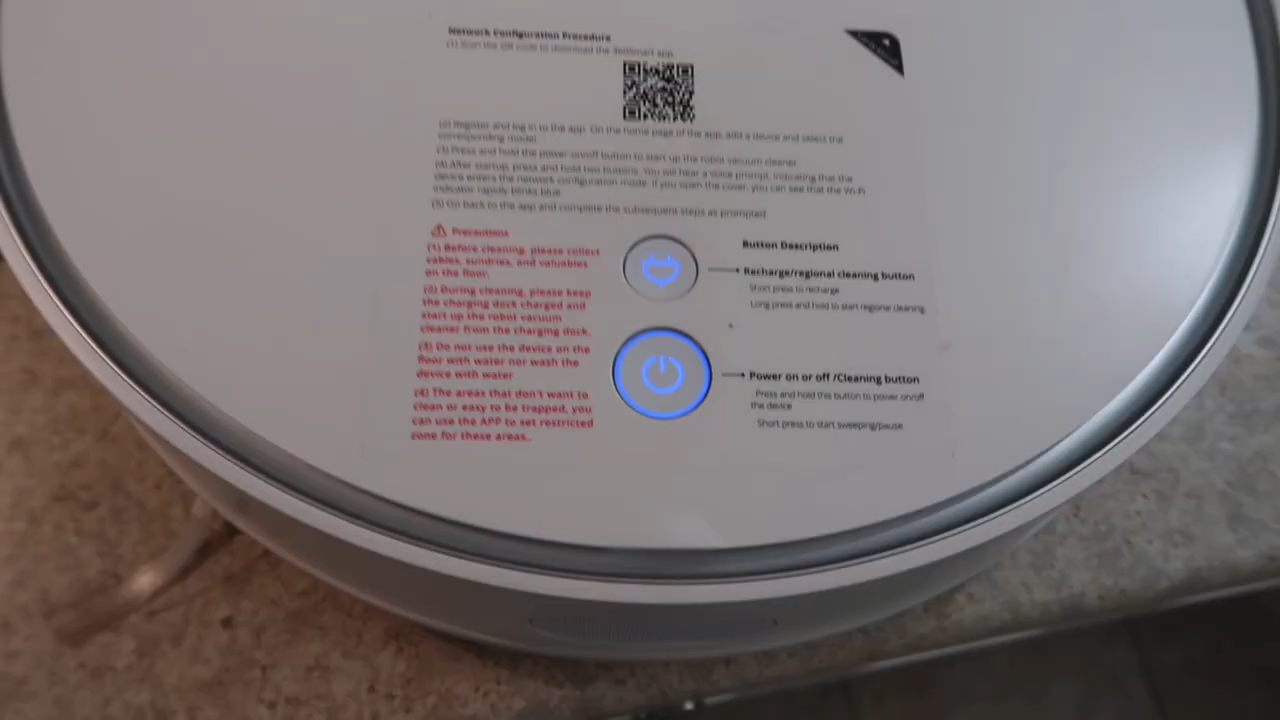 Network Configuration Procedure
(1) Scan the QR code to download the 360Smart app.
(2) Register and log in to the app. On the home page of the app, add a device and select the
corresponding model.
(3) Press and hold the power-on/off button to start up the robot vacuum cleaner.
(4) After startup, press and hold two buttons. You will hear a voice prompt, indicating that the
device enters the network configuration mode. If you open the cover, you can see that the Wi-Fi
indicator rapidly blinks blue.
(5) Go back to the app and complete the subsequent steps as prompted.
Precautions
(1) Before cleaning, please collect
cables, sundries, and valuables
on the floor.
(2) During cleaning, please keep
the charging dock charged and
start up the robot vacuum
cleaner from the charging dock.
(3) Do not use the device on the
floor with water nor wash the
device with water
(4) The areas that don't want to
clean or easy to be trapped, you
can use the APP to set restricted
zone for these areas..
Button Description
Recharge/regional cleaning button
Short press to recharge
Long press and hold to start regional cleaning
Power on or off /Cleaning button
Press and hold this button to power on/off
the device
Short press to start sweeping/pause